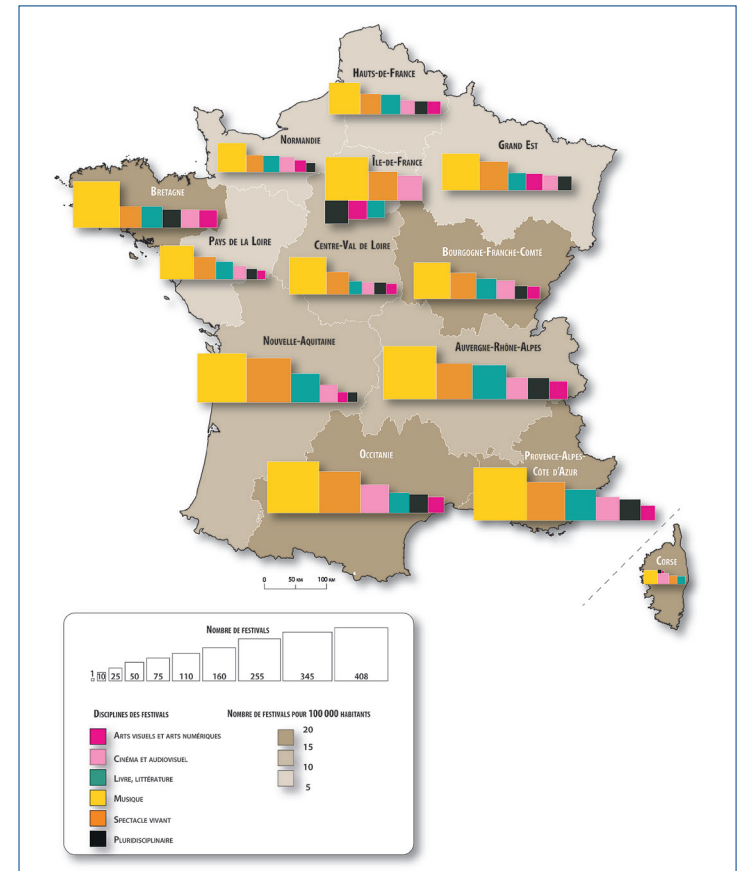 Hauts-de-France
Normandie
Grand Est
Île-de-France
Bretagne
Pays de la Loire
Centre-Val de Loire
Bourgogne-Franche-Comté
Nouvelle-Aquitaine
Auvergne-Rhône-Alpes
Occitanie
Provence-Alpes-
Côte d'Azur
Corse
0 50 km 100 km
Nombre de festivals
1 10 25 50 75 110 160 255 345 408
Disciplines des festivals
Arts visuels et arts numériques
Cinéma et audiovisuel
Livre, littérature
Musique
Spectacle vivant
Pluridisciplinaire
Nombre de festivals pour 100 000 habitants
20
15
10
5